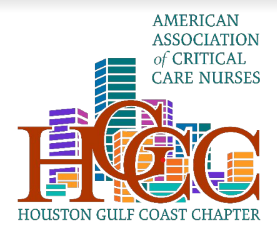 AMERICAN
ASSOCIATION
of CRITICAL
CARE NURSES
HGCC
HOUSTON GULF COAST CHAPTER